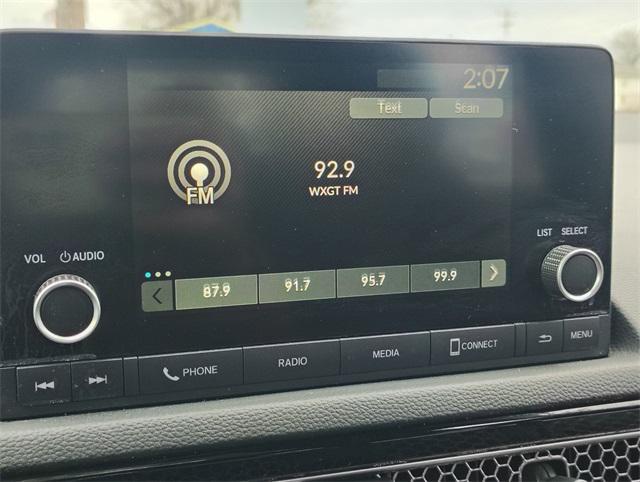 2:07
Text Scan
92.9
FM
WXGT FM
VOL AUDIO
LIST SELECT
87.9 91.7 95.7 99.9
PHONE RADIO MEDIA CONNECT MENU